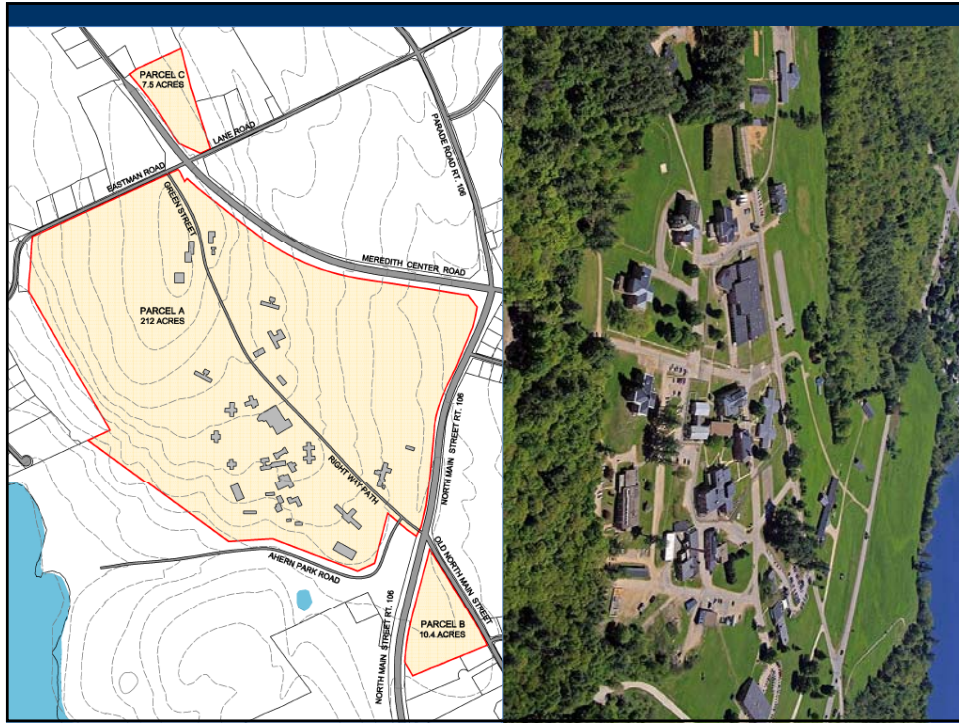 PARCEL C
7.5 ACRES
LANE ROAD
PARADE ROAD RT. 106
EASTMAN ROAD
GREEN STREET
MEREDITH CENTER ROAD
PARCEL A
212 ACRES
NORTH MAIN STREET RT. 106
RIGHT WAY PATH
OLD NORTH MAIN STREET
AHERN PARK ROAD
PARCEL B
10.4 ACRES
NORTH MAIN STREET RT. 106